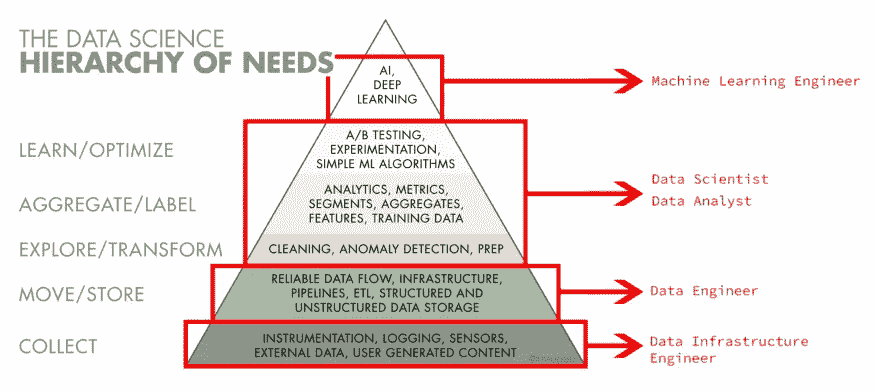 THE DATA SCIENCE
HIERARCHY OF NEEDS
AI,
DEEP
LEARNING
Machine Learning Engineer
LEARN/OPTIMIZE
A/B TESTING,
EXPERIMENTATION,
SIMPLE ML ALGORITHMS
AGGREGATE/LABEL
ANALYTICS, METRICS,
SEGMENTS, AGGREGATES,
FEATURES, TRAINING DATA
Data Scientist
Data Analyst
EXPLORE/TRANSFORM
CLEANING, ANOMALY DETECTION, PREP
MOVE/STORE
RELIABLE DATA FLOW, INFRASTRUCTURE,
PIPELINES, ETL, STRUCTURED AND
UNSTRUCTURED DATA STORAGE
Data Engineer
COLLECT
INSTRUMENTATION, LOGGING, SENSORS,
EXTERNAL DATA, USER GENERATED CONTENT
Data Infrastructure
Engineer